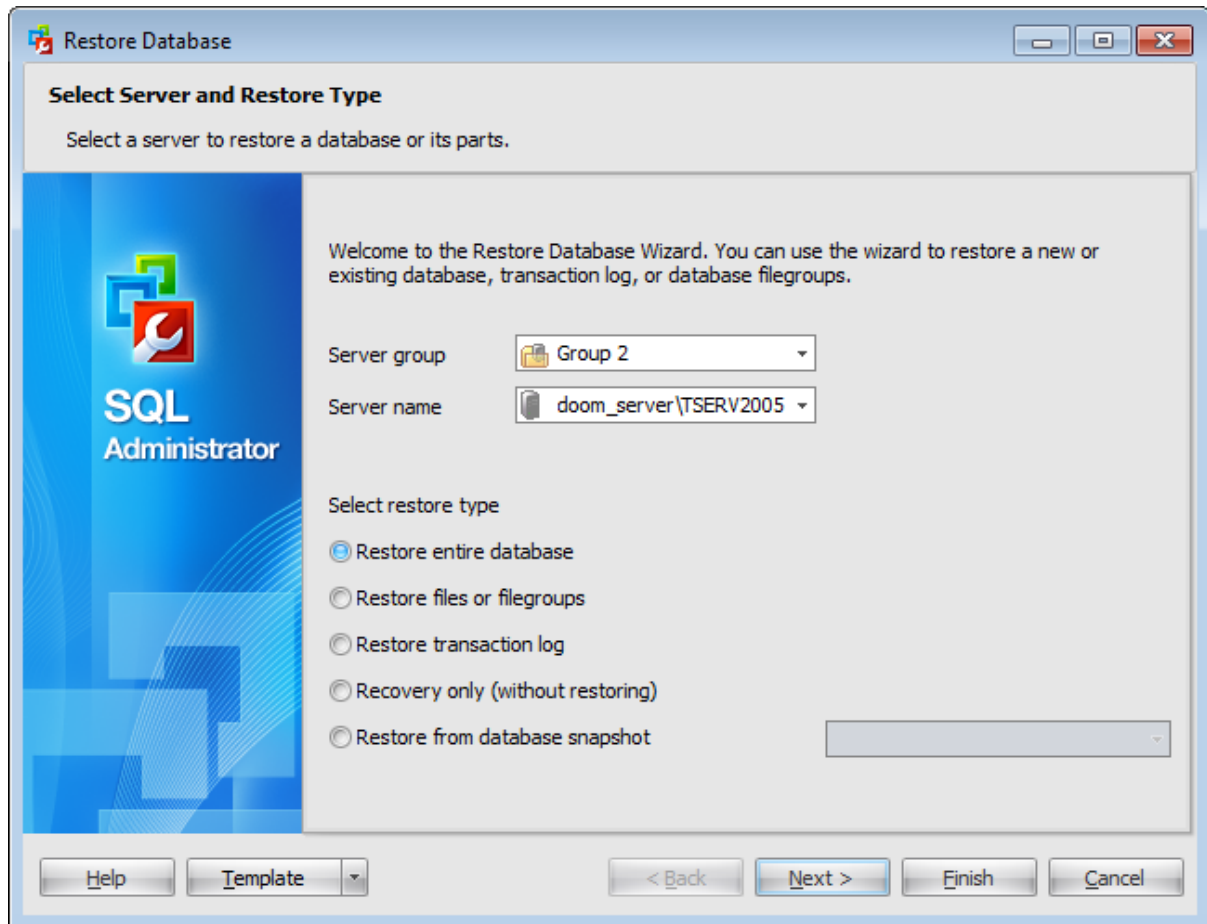 Restore Database
Select Server and Restore Type
Select a server to restore a database or its parts.
SQL
Administrator
Welcome to the Restore Database Wizard. You can use the wizard to restore a new or
existing database, transaction log, or database filegroups.
Server group
Group 2
Server name
doom_server\TSERV2005
Select restore type
Restore entire database
Restore files or filegroups
Restore transaction log
Recovery only (without restoring)
Restore from database snapshot
Help
Template
< Back
Next >
Finish
Cancel